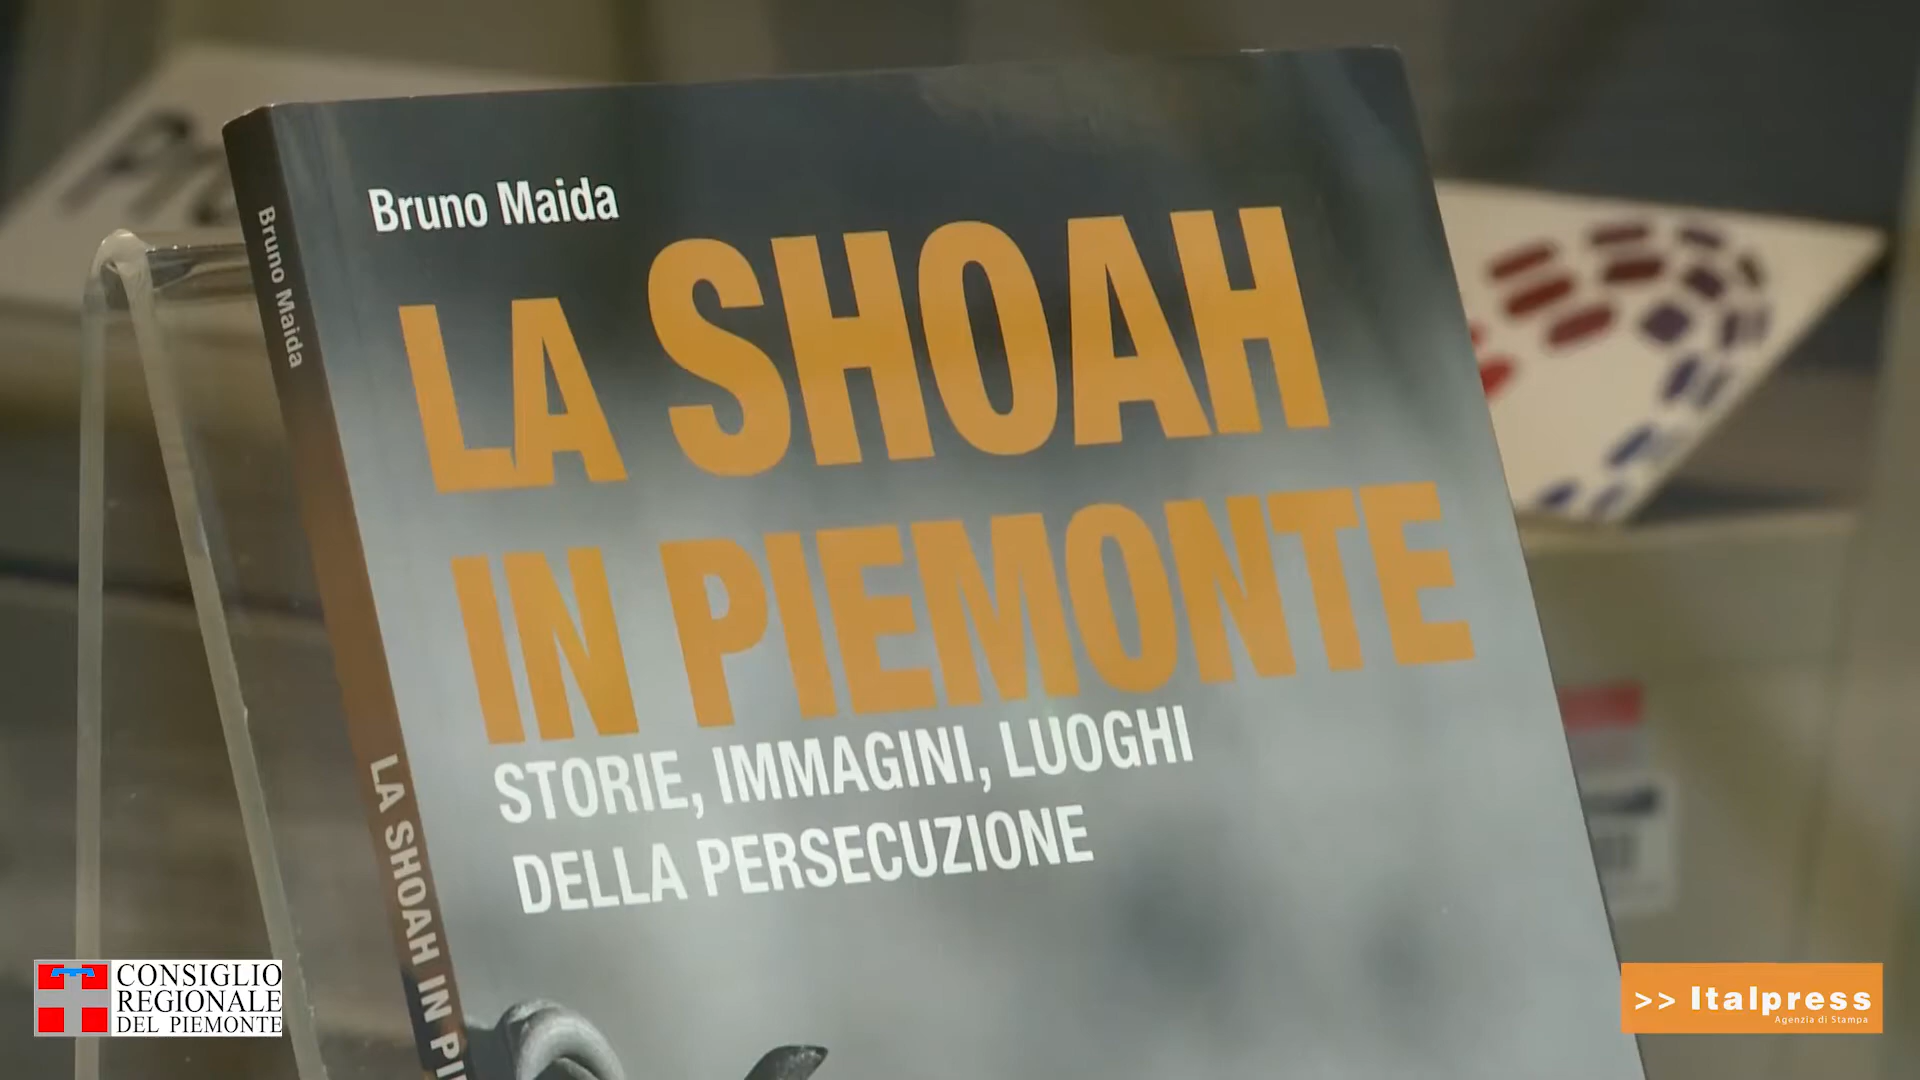 Bruno Maida
LA SHOAH
IN PIEMONTE
STORIE, IMMAGINI, LUOGHI
DELLA PERSECUZIONE
Bruno Maida
LA SHOAH IN
CONSIGLIO
REGIONALE
DEL PIEMONTE
>> Italpress
Agenzia di Stampa